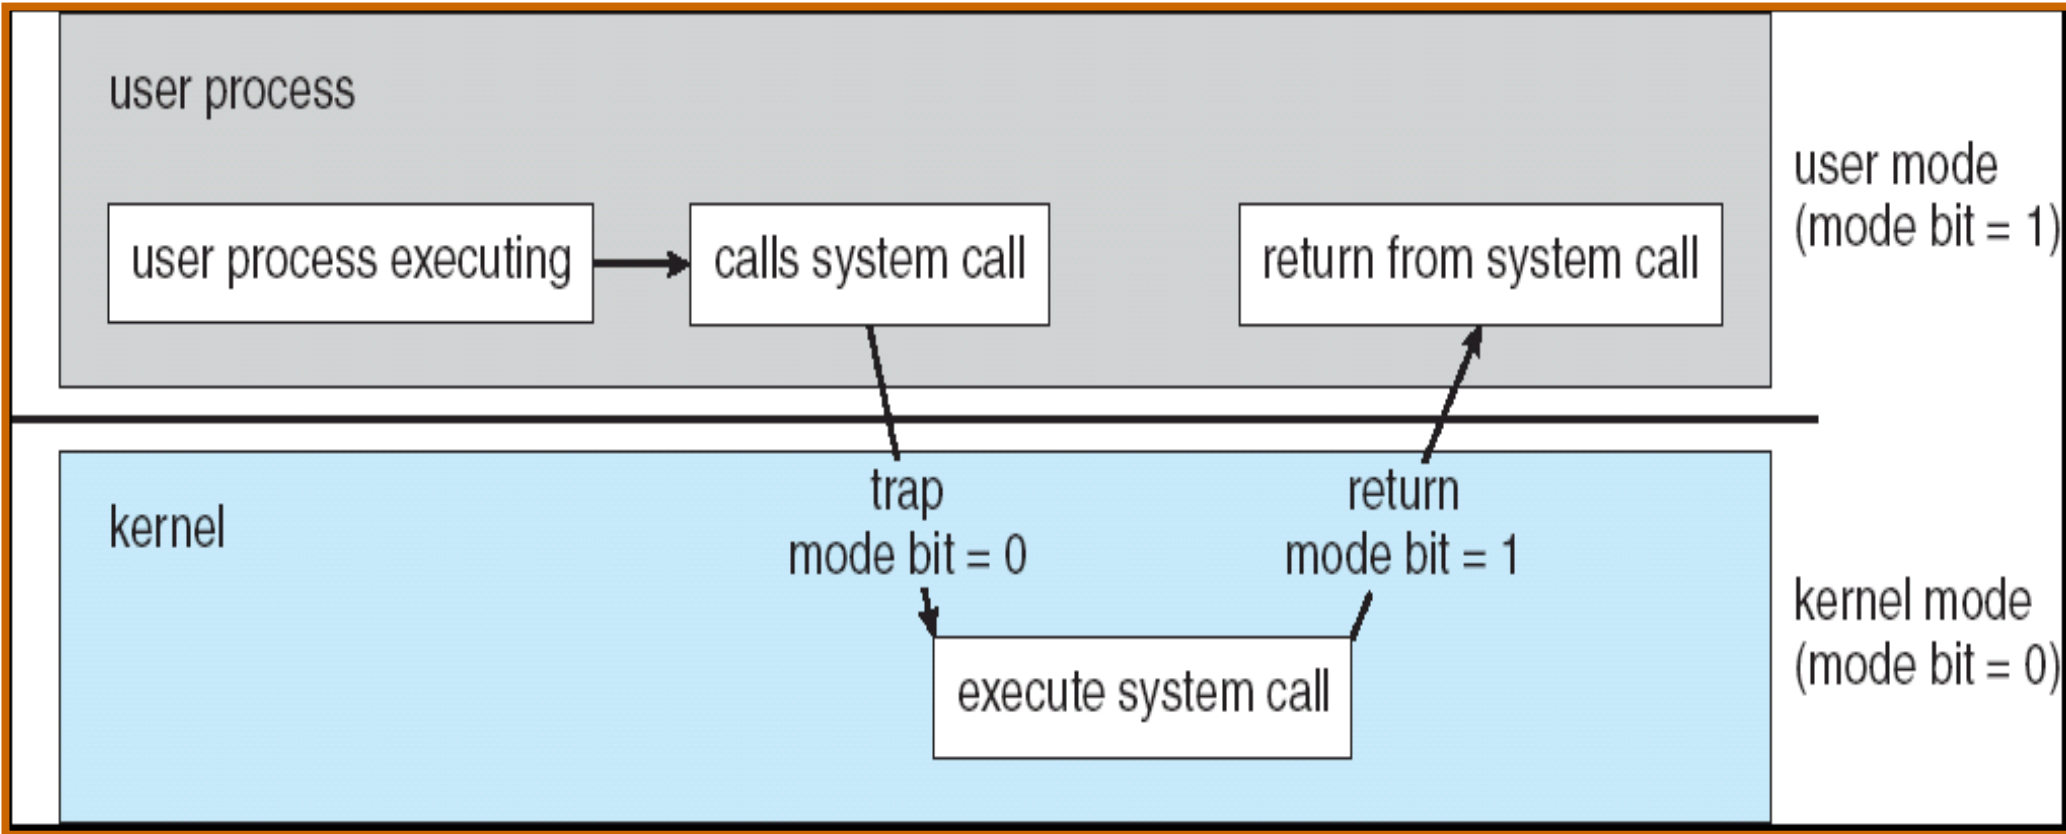 user process
user process executing
calls system call
return from system call
user mode
(mode bit = 1)
kernel
trap
mode bit = 0
return
mode bit = 1
execute system call
kernel mode
(mode bit = 0)